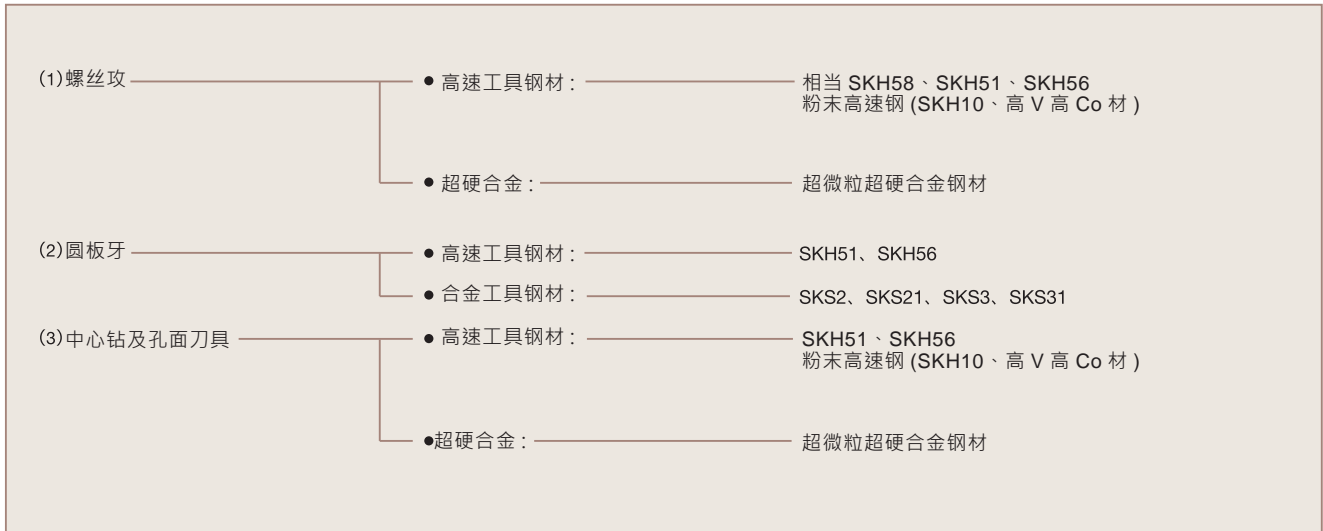 (1)螺丝攻
● 高速工具钢材 :
相当 SKH58、SKH51、SKH56
粉末高速钢 (SKH10、高 V 高 Co 材 )
● 超硬合金 :
超微粒超硬合金钢材
(2)圆板牙
● 高速工具钢材 :
SKH51、SKH56
● 合金工具钢材 :
SKS2、SKS21、SKS3、SKS31
(3)中心钻及孔面刀具
● 高速工具钢材 :
SKH51、SKH56
粉末高速钢 (SKH10、高 V 高 Co 材 )
●超硬合金 :
超微粒超硬合金钢材